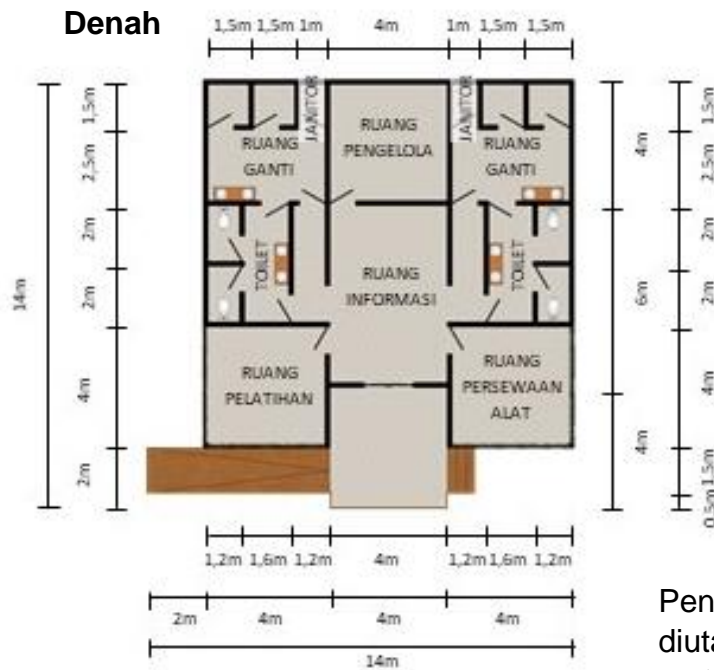 Denah
1,5m 1,5m 1m 4m 1m 1,5m 1,5m
1,5m
2,5m
2m
2m
4m
2m
14m
JANITOR
RUANG
PENGELOLA
JANITOR
RUANG
GANTI
RUANG
GANTI
TOILET
RUANG
INFORMASI
TOILET
RUANG
PELATIHAN
RUANG
PERSEWAAN
ALAT
4m
6m
4m
1,5m
2,5m
2m
2m
4m
1,5m
0,5m
1,2m 1,6m 1,2m 4m 1,2m 1,6m 1,2m
2m 4m 4m 4m
14m
Pen
diuta